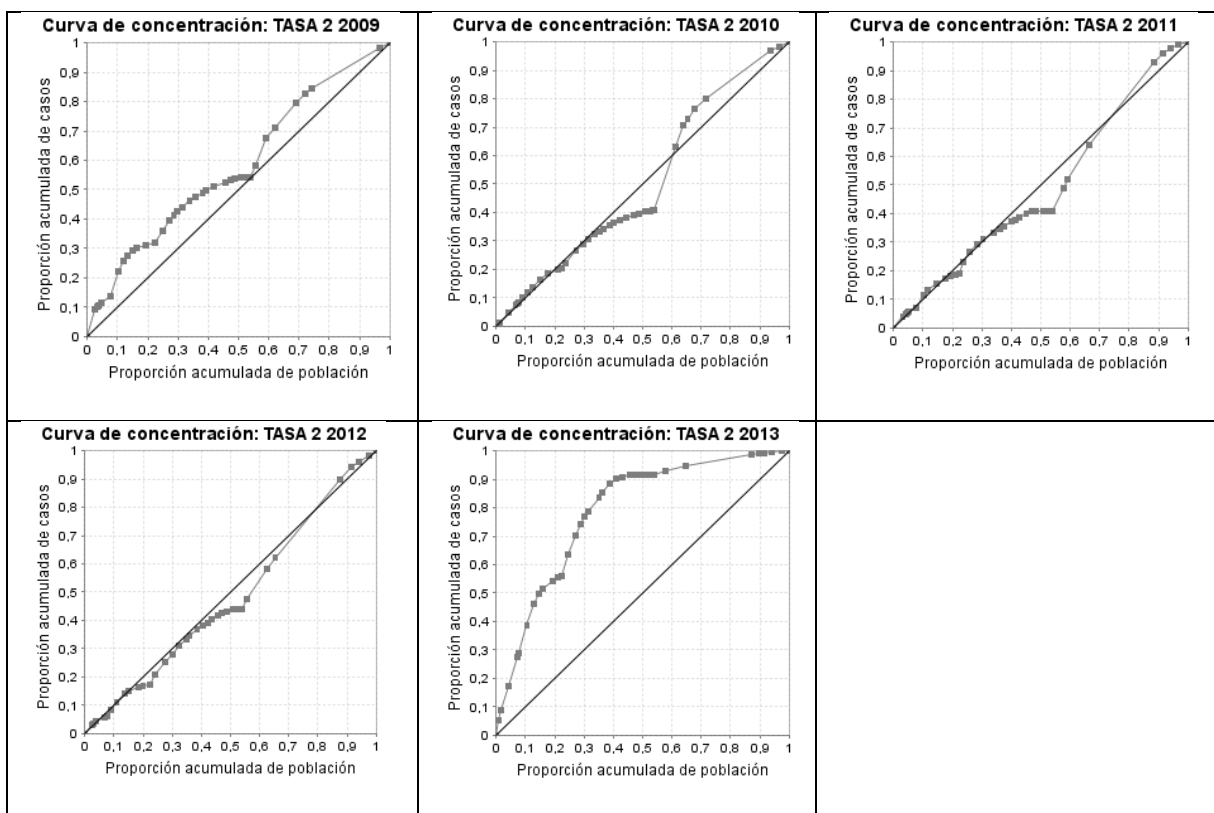 Curva de concentración: TASA 2 2009
Proporción acumulada de casos
1
0,9
0,8
0,7
0,6
0,5
0,4
0,3
0,2
0,1
0
0 0,1 0,2 0,3 0,4 0,5 0,6 0,7 0,8 0,9 1
Proporción acumulada de población
Curva de concentración: TASA 2 2010
Proporción acumulada de casos
1
0,9
0,8
0,7
0,6
0,5
0,4
0,3
0,2
0,1
0
0 0,1 0,2 0,3 0,4 0,5 0,6 0,7 0,8 0,9 1
Proporción acumulada de población
Curva de concentración: TASA 2 2011
Proporción acumulada de casos
1
0,9
0,8
0,7
0,6
0,5
0,4
0,3
0,2
0,1
0
0 0,1 0,2 0,3 0,4 0,5 0,6 0,7 0,8 0,9 1
Proporción acumulada de población
Curva de concentración: TASA 2 2012
Proporción acumulada de casos
1
0,9
0,8
0,7
0,6
0,5
0,4
0,3
0,2
0,1
0
0 0,1 0,2 0,3 0,4 0,5 0,6 0,7 0,8 0,9 1
Proporción acumulada de población
Curva de concentración: TASA 2 2013
Proporción acumulada de casos
1
0,9
0,8
0,7
0,6
0,5
0,4
0,3
0,2
0,1
0
0 0,1 0,2 0,3 0,4 0,5 0,6 0,7 0,8 0,9 1
Proporción acumulada de población